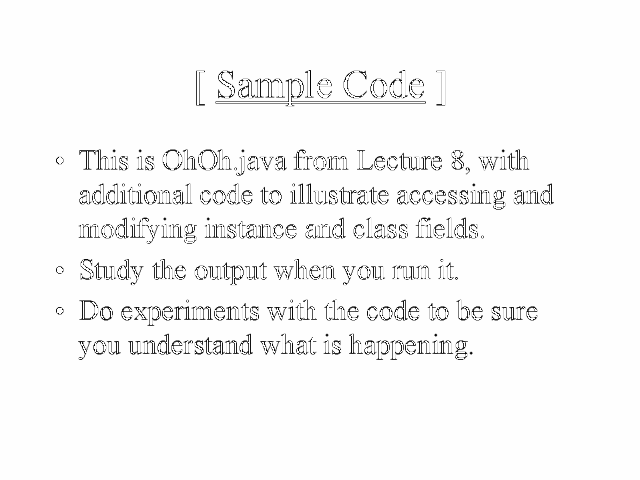 [ Sample Code ]
• This is OhOh.java from Lecture 8, with
additional code to illustrate accessing and
modifying instance and class fields.
• Study the output when you run it.
• Do experiments with the code to be sure
you understand what is happening.